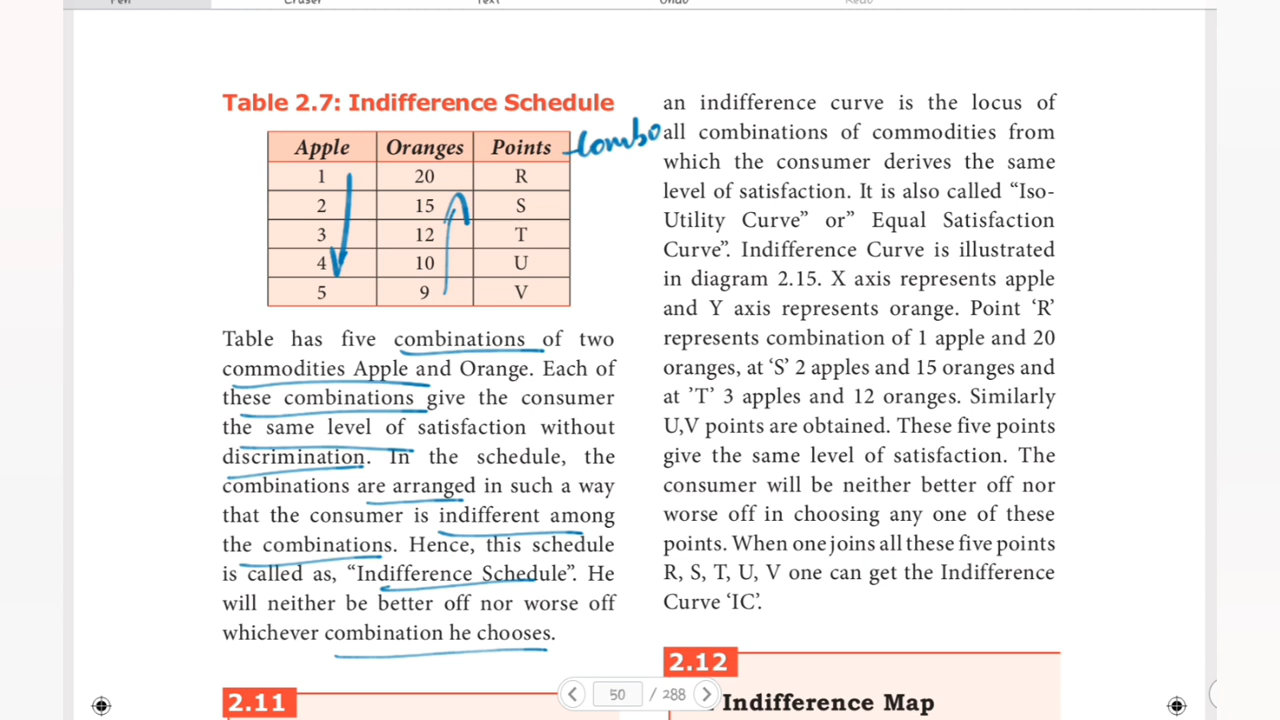 Pen Eraser Text Undo Redo
Table 2.7: Indifference Schedule
Apple Oranges Points Combo
1 20 R
2 15 S
3 12 T
4 10 U
5 9 V
Table has five combinations of two
commodities Apple and Orange. Each of
these combinations give the consumer
the same level of satisfaction without
discrimination. In the schedule, the
combinations are arranged in such a way
that the consumer is indifferent among
the combinations. Hence, this schedule
is called as, “Indifference Schedule”. He
will neither be better off nor worse off
whichever combination he chooses.
2.11
an indifference curve is the locus of
all combinations of commodities from
which the consumer derives the same
level of satisfaction. It is also called “Iso-
Utility Curve” or” Equal Satisfaction
Curve”. Indifference Curve is illustrated
in diagram 2.15. X axis represents apple
and Y axis represents orange. Point ‘R’
represents combination of 1 apple and 20
oranges, at ‘S’ 2 apples and 15 oranges and
at ’T’ 3 apples and 12 oranges. Similarly
U,V points are obtained. These five points
give the same level of satisfaction. The
consumer will be neither better off nor
worse off in choosing any one of these
points. When one joins all these five points
R, S, T, U, V one can get the Indifference
Curve ‘IC’.
2.12
Indifference Map
50 / 288